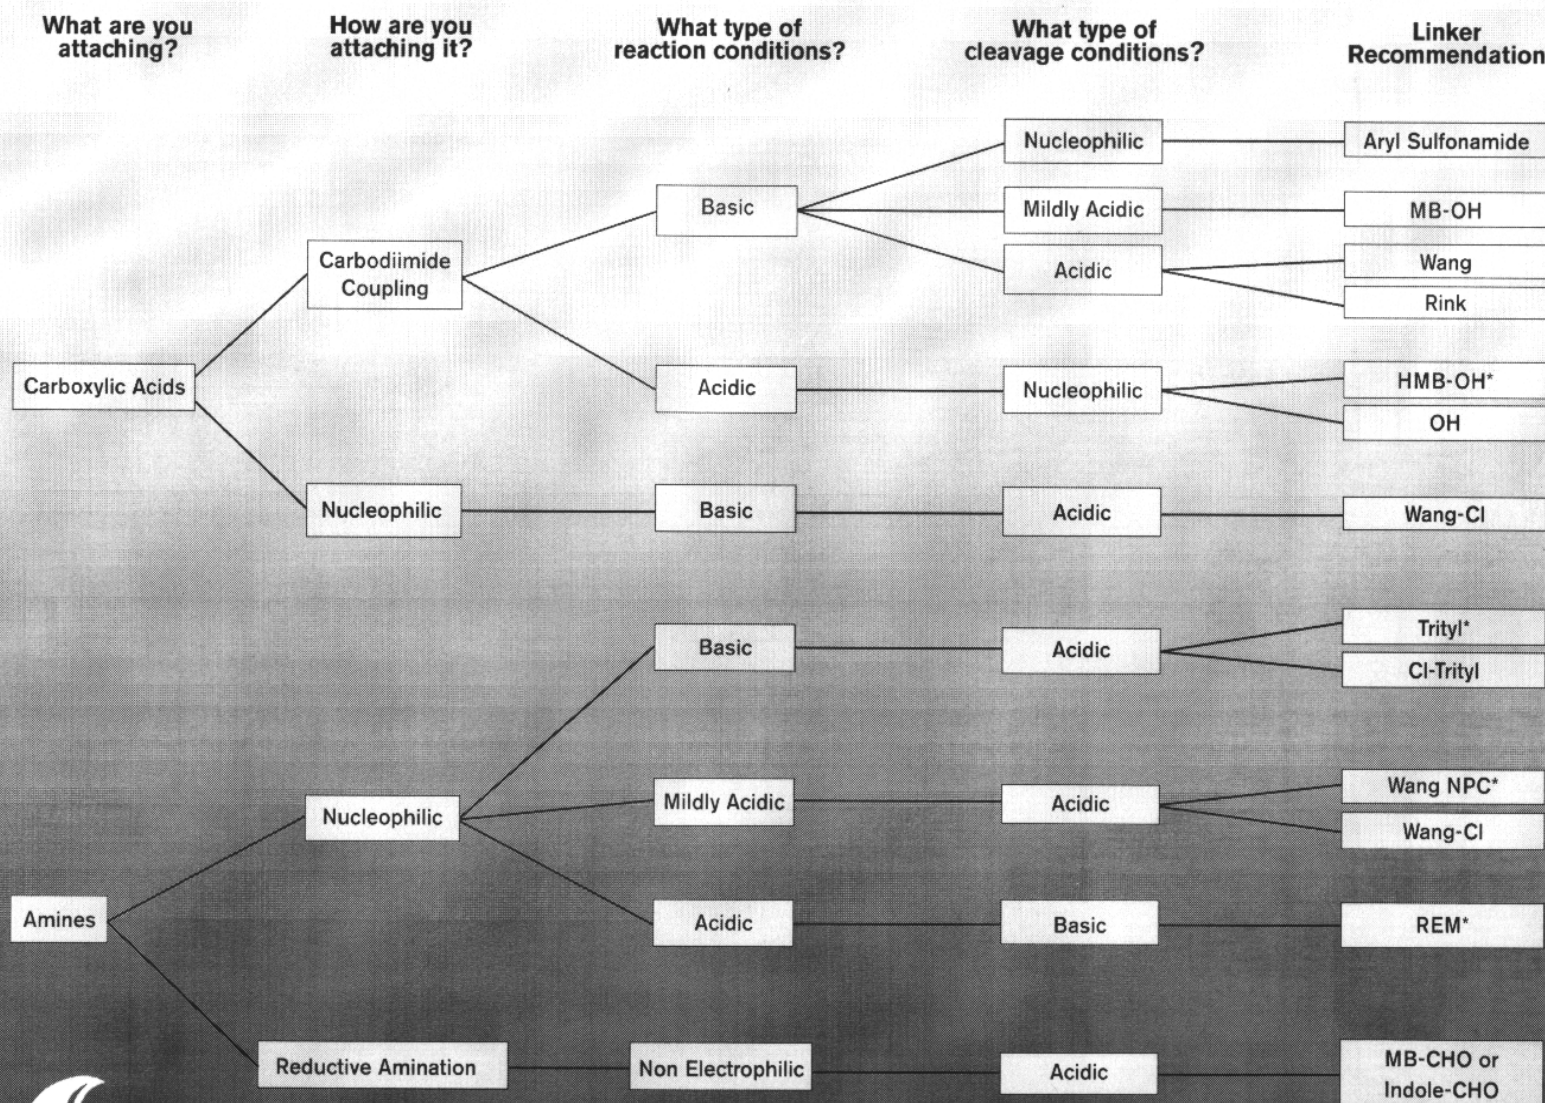 What are you
attaching?
How are you
attaching it?
What type of
reaction conditions?
What type of
cleavage conditions?
Linker
Recommendation
Nucleophilic
Aryl Sulfonamide
Basic
Mildly Acidic
MB-OH
Carbodiimide
Coupling
Acidic
Wang
Rink
Carboxylic Acids
Acidic
Nucleophilic
HMB-OH*
OH
Nucleophilic
Basic
Acidic
Wang-Cl
Basic
Acidic
Trityl*
Cl-Trityl
Nucleophilic
Mildly Acidic
Acidic
Wang NPC*
Wang-Cl
Amines
Acidic
Basic
REM*
Reductive Amination
Non Electrophilic
Acidic
MB-CHO or
Indole-CHO